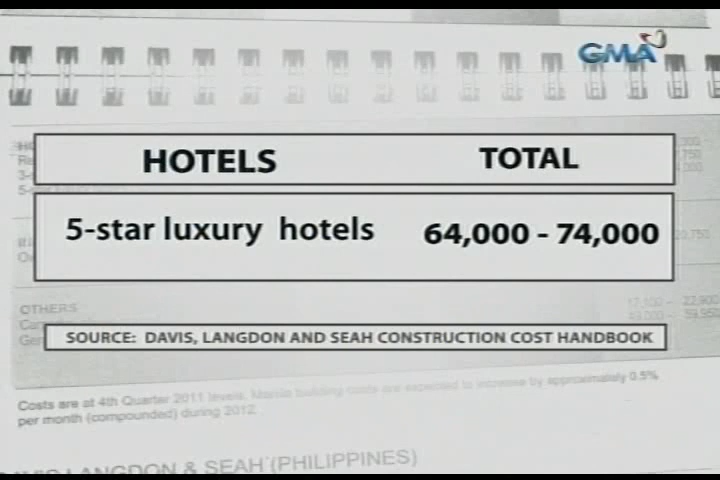 GMA
HOTELS TOTAL
5-star luxury hotels 64,000 - 74,000
OTHERS
SOURCE: DAVIS, LANGDON AND SEAH CONSTRUCTION COST HANDBOOK
Costs are at 4th Quarter 2011 levels. Manila building costs are expected to increase by approximately 0.5%
per month (compounded) during 2012.
LANGDON & SEAH (PHILIPPINES)